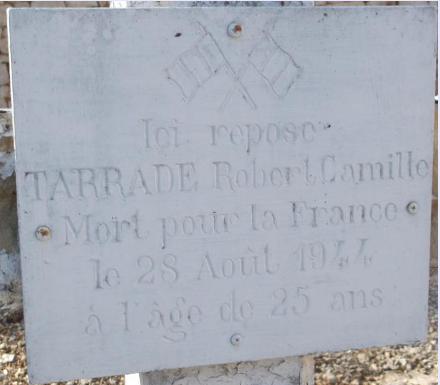 Ici repose
TARRADE Robert Camille
Mort pour la France
le 28 Août 1944
à l'âge de 25 ans